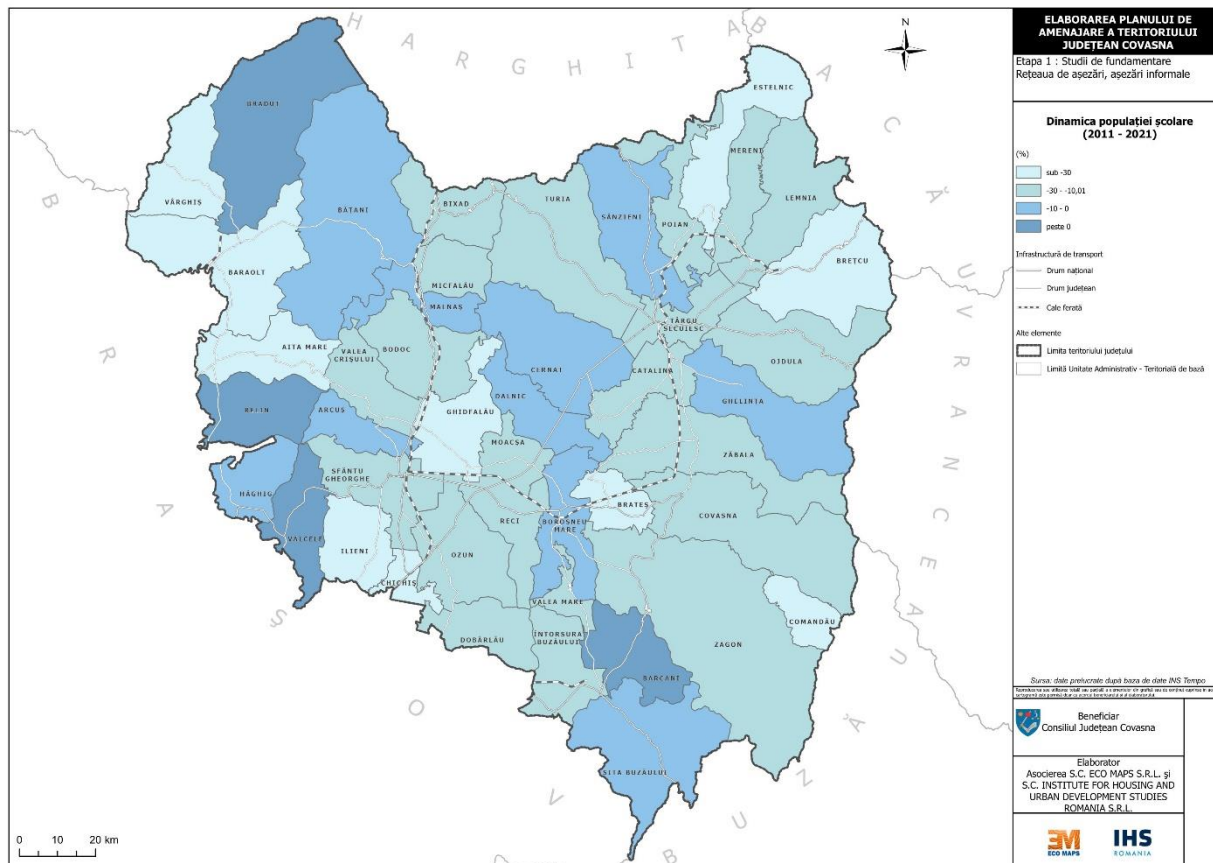 ELABORAREA PLANULUI DE
AMENAJARE A TERITORIULUI
JUDEȚEAN COVASNA
Etapa 1 : Studii de fundamentare
Rețeaua de așezări, așezări informale
Dinamica populației școlare
(2011 - 2021)
(%)
sub -30
-30 - -10,01
-10 - 0
peste 0
Infrastructură de transport
Drum național
Drum județean
Cale ferată
Alte elemente
Limita teritoriului județului
Limită Unitate Administrativ - Teritorială de bază
Sursa: date prelucrate după baza de date INS Tempo
Beneficiar
Consiliul Județean Covasna
Elaborator
Asocierea S.C. ECO MAPS S.R.L. și
S.C. INSTITUTE FOR HOUSING AND
URBAN DEVELOPMENT STUDIES
ROMANIA S.R.L.
ECO MAPS
IHS
ROMANIA
N
HARGHITA
BACĂU
VRANCEA
BUZĂU
BRAȘOV
ESTELNIC
BRADUȚ
MERENI
LEMNIA
VÂRGHIȘ
BĂȚANI
BIXAD
TURIA
SÂNZIENI
POIAN
BREȚCU
BARAOLT
MICFALĂU
MALNAȘ
TÂRGU
SECUIESC
AITA MARE
VALEA
CRIȘULUI
BODOC
CERNAT
CATALINA
OJDULA
BELIN
ARCUȘ
GHIDFALĂU
DALNIC
GHELINȚA
MOACȘA
ZĂBALA
SFÂNTU
GHEORGHE
HĂGHIG
VALCELE
ILIENI
RECI
BOROȘNEU
MARE
BRATEȘ
COVASNA
OZUN
CHICHIȘ
VALEA MARE
COMANDĂU
DOBÂRLĂU
ÎNTORSURA
BUZĂULUI
ZAGON
BARCANI
SITA BUZĂULUI
0 10 20 km